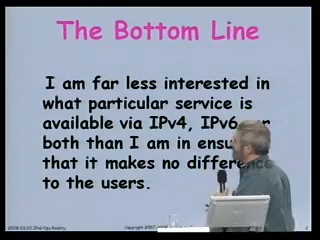 The Bottom Line
I am far less interested in
what particular service is
available via IPv4, IPv6
both than I am in
that it makes no difference
to the users.